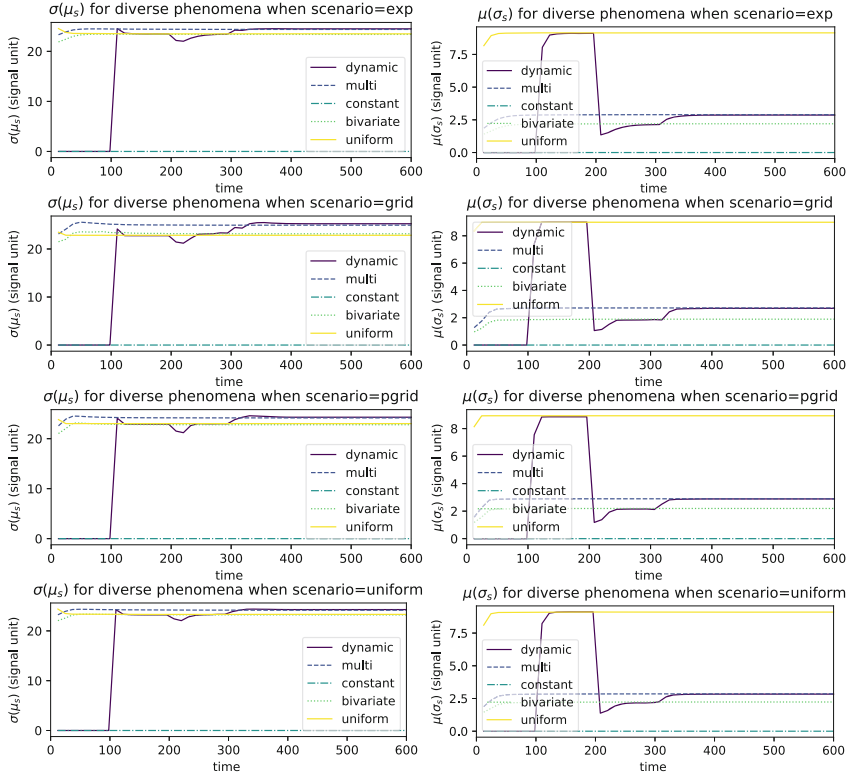 σ(μs) for diverse phenomena when scenario=exp
σ(μs) (signal unit)
20
10
0
dynamic
multi
constant
bivariate
uniform
0 100 200 300 400 500 600
time
μ(σs) for diverse phenomena when scenario=exp
μ(σs) (signal unit)
7.5
5.0
2.5
0.0
dynamic
multi
constant
bivariate
uniform
0 100 200 300 400 500 600
time
σ(μs) for diverse phenomena when scenario=grid
σ(μs) (signal unit)
20
10
0
dynamic
multi
constant
bivariate
uniform
0 100 200 300 400 500 600
time
μ(σs) for diverse phenomena when scenario=grid
μ(σs) (signal unit)
8
6
4
2
0
dynamic
multi
constant
bivariate
uniform
0 100 200 300 400 500 600
time
σ(μs) for diverse phenomena when scenario=pgrid
σ(μs) (signal unit)
20
10
0
dynamic
multi
constant
bivariate
uniform
0 100 200 300 400 500 600
time
μ(σs) for diverse phenomena when scenario=pgrid
μ(σs) (signal unit)
8
6
4
2
0
dynamic
multi
constant
bivariate
uniform
0 100 200 300 400 500 600
time
σ(μs) for diverse phenomena when scenario=uniform
σ(μs) (signal unit)
20
10
0
dynamic
multi
constant
bivariate
uniform
0 100 200 300 400 500 600
time
μ(σs) for diverse phenomena when scenario=uniform
μ(σs) (signal unit)
7.5
5.0
2.5
0.0
dynamic
multi
constant
bivariate
uniform
0 100 200 300 400 500 600
time